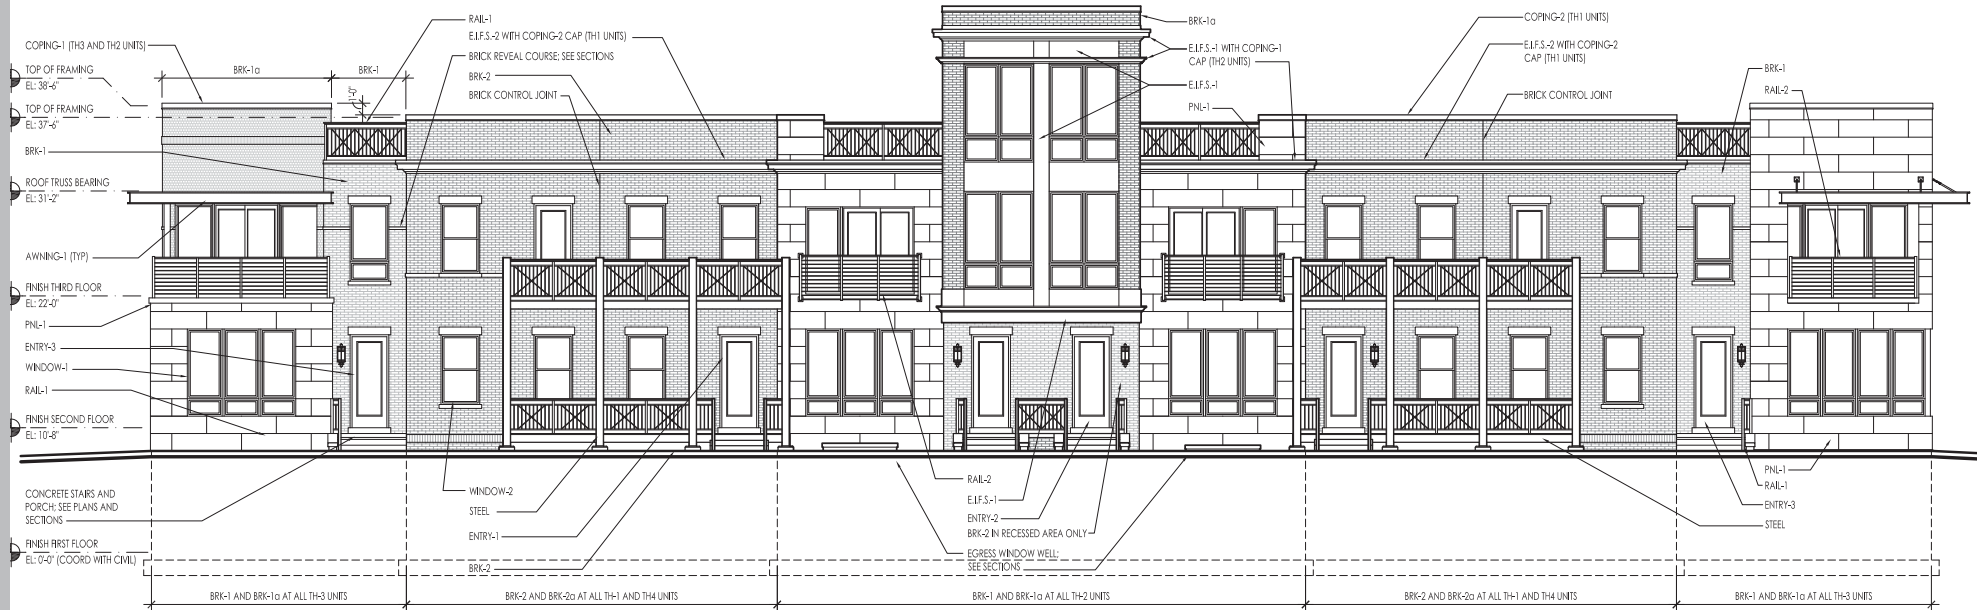 COPING-1 (TH3 AND TH2 UNITS)
TOP OF FRAMING
EL: 38'-6"
TOP OF FRAMING
EL: 37'-6"
BRK-1
ROOF TRUSS BEARING
EL: 31'-2"
AWNING-1 (TYP)
FINISH THIRD FLOOR
EL: 22'-0"
PNL-1
ENTRY-3
WINDOW-1
RAIL-1
FINISH SECOND FLOOR
EL: 10'-8"
CONCRETE STAIRS AND
PORCH; SEE PLANS AND
SECTIONS
FINISH FIRST FLOOR
EL: 0'-0" (COORD WITH CIVIL)
BRK-1a
BRK-1
1'-0"
RAIL-1
E.I.F.S.-2 WITH COPING-2 CAP (TH1 UNITS)
BRICK REVEAL COURSE; SEE SECTIONS
BRK-2
BRICK CONTROL JOINT
BRK-1a
E.I.F.S.-1 WITH COPING-1
CAP (TH2 UNITS)
E.I.F.S.-1
PNL-1
COPING-2 (TH1 UNITS)
E.I.F.S.-2 WITH COPING-2
CAP (TH1 UNITS)
BRICK CONTROL JOINT
BRK-1
RAIL-2
WINDOW-2
STEEL
ENTRY-1
BRK-2
RAIL-2
E.I.F.S.-1
ENTRY-2
BRK-2 IN RECESSED AREA ONLY
EGRESS WINDOW WELL;
SEE SECTIONS
PNL-1
RAIL-1
ENTRY-3
STEEL
BRK-1 AND BRK-1a AT ALL TH-3 UNITS
BRK-2 AND BRK-2a AT ALL TH-1 AND TH4 UNITS
BRK-1 AND BRK-1a AT ALL TH-2 UNITS
BRK-2 AND BRK-2a AT ALL TH-1 AND TH4 UNITS
BRK-1 AND BRK-1a AT ALL TH-3 UNITS